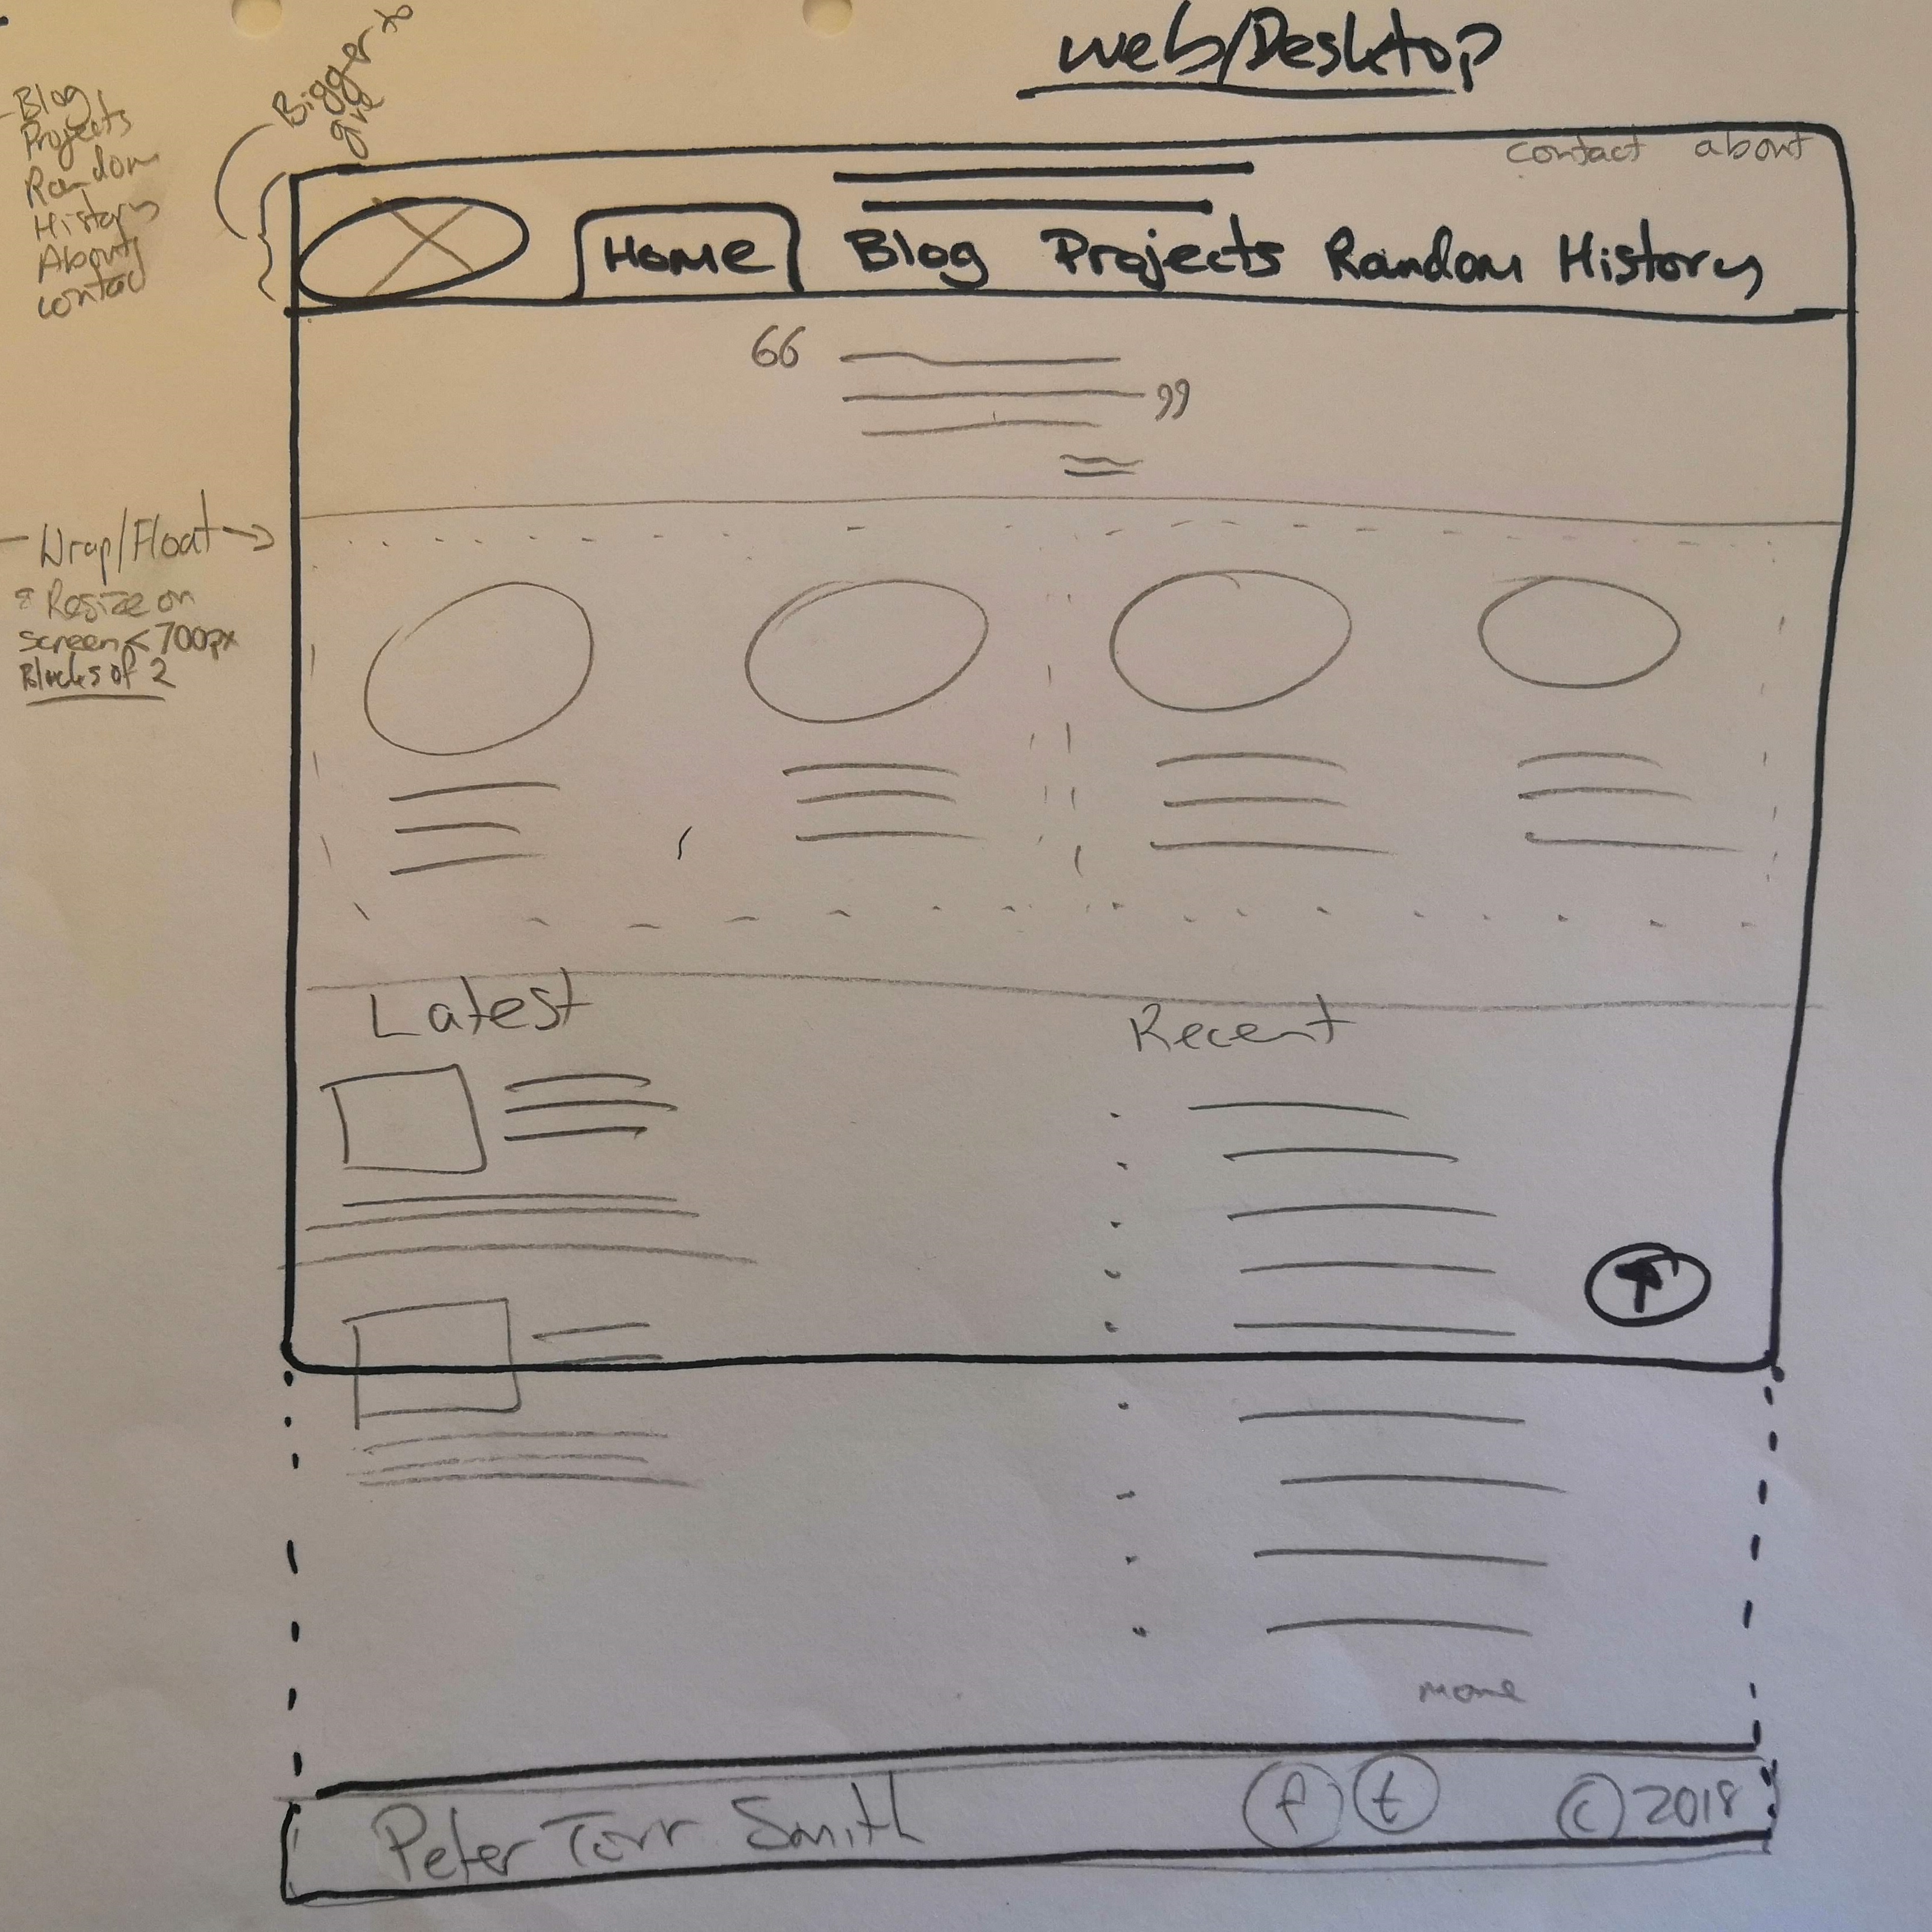 web/Desktop
Bigger to
Blog
Projects
Random
History
About
contact
contact about
Home Blog Projects Random History
66
99
- Wrap/Float →
Resize on
screen < 700px
Blocks of 2
Latest
Recent
↑
more
Peter Torr Smith f t © 2018